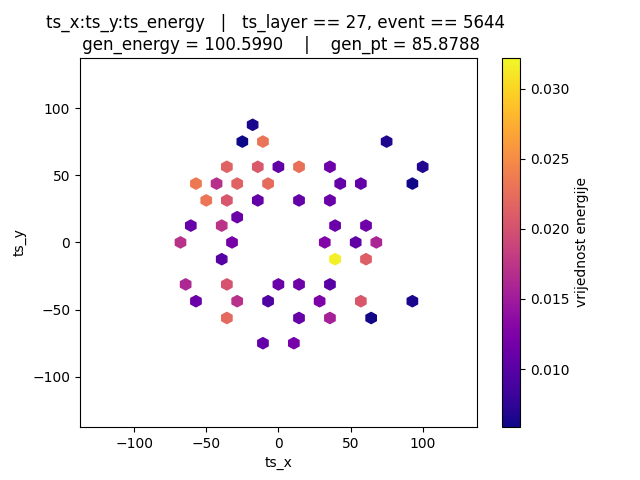 ts_x:ts_y:ts_energy   |   ts_layer == 27, event == 5644
gen_energy = 100.5990    |    gen_pt = 85.8788
100
50
0
−50
−100
ts_y
−100 −50 0 50 100
ts_x
0.030
0.025
0.020
0.015
0.010
vrijednost energije